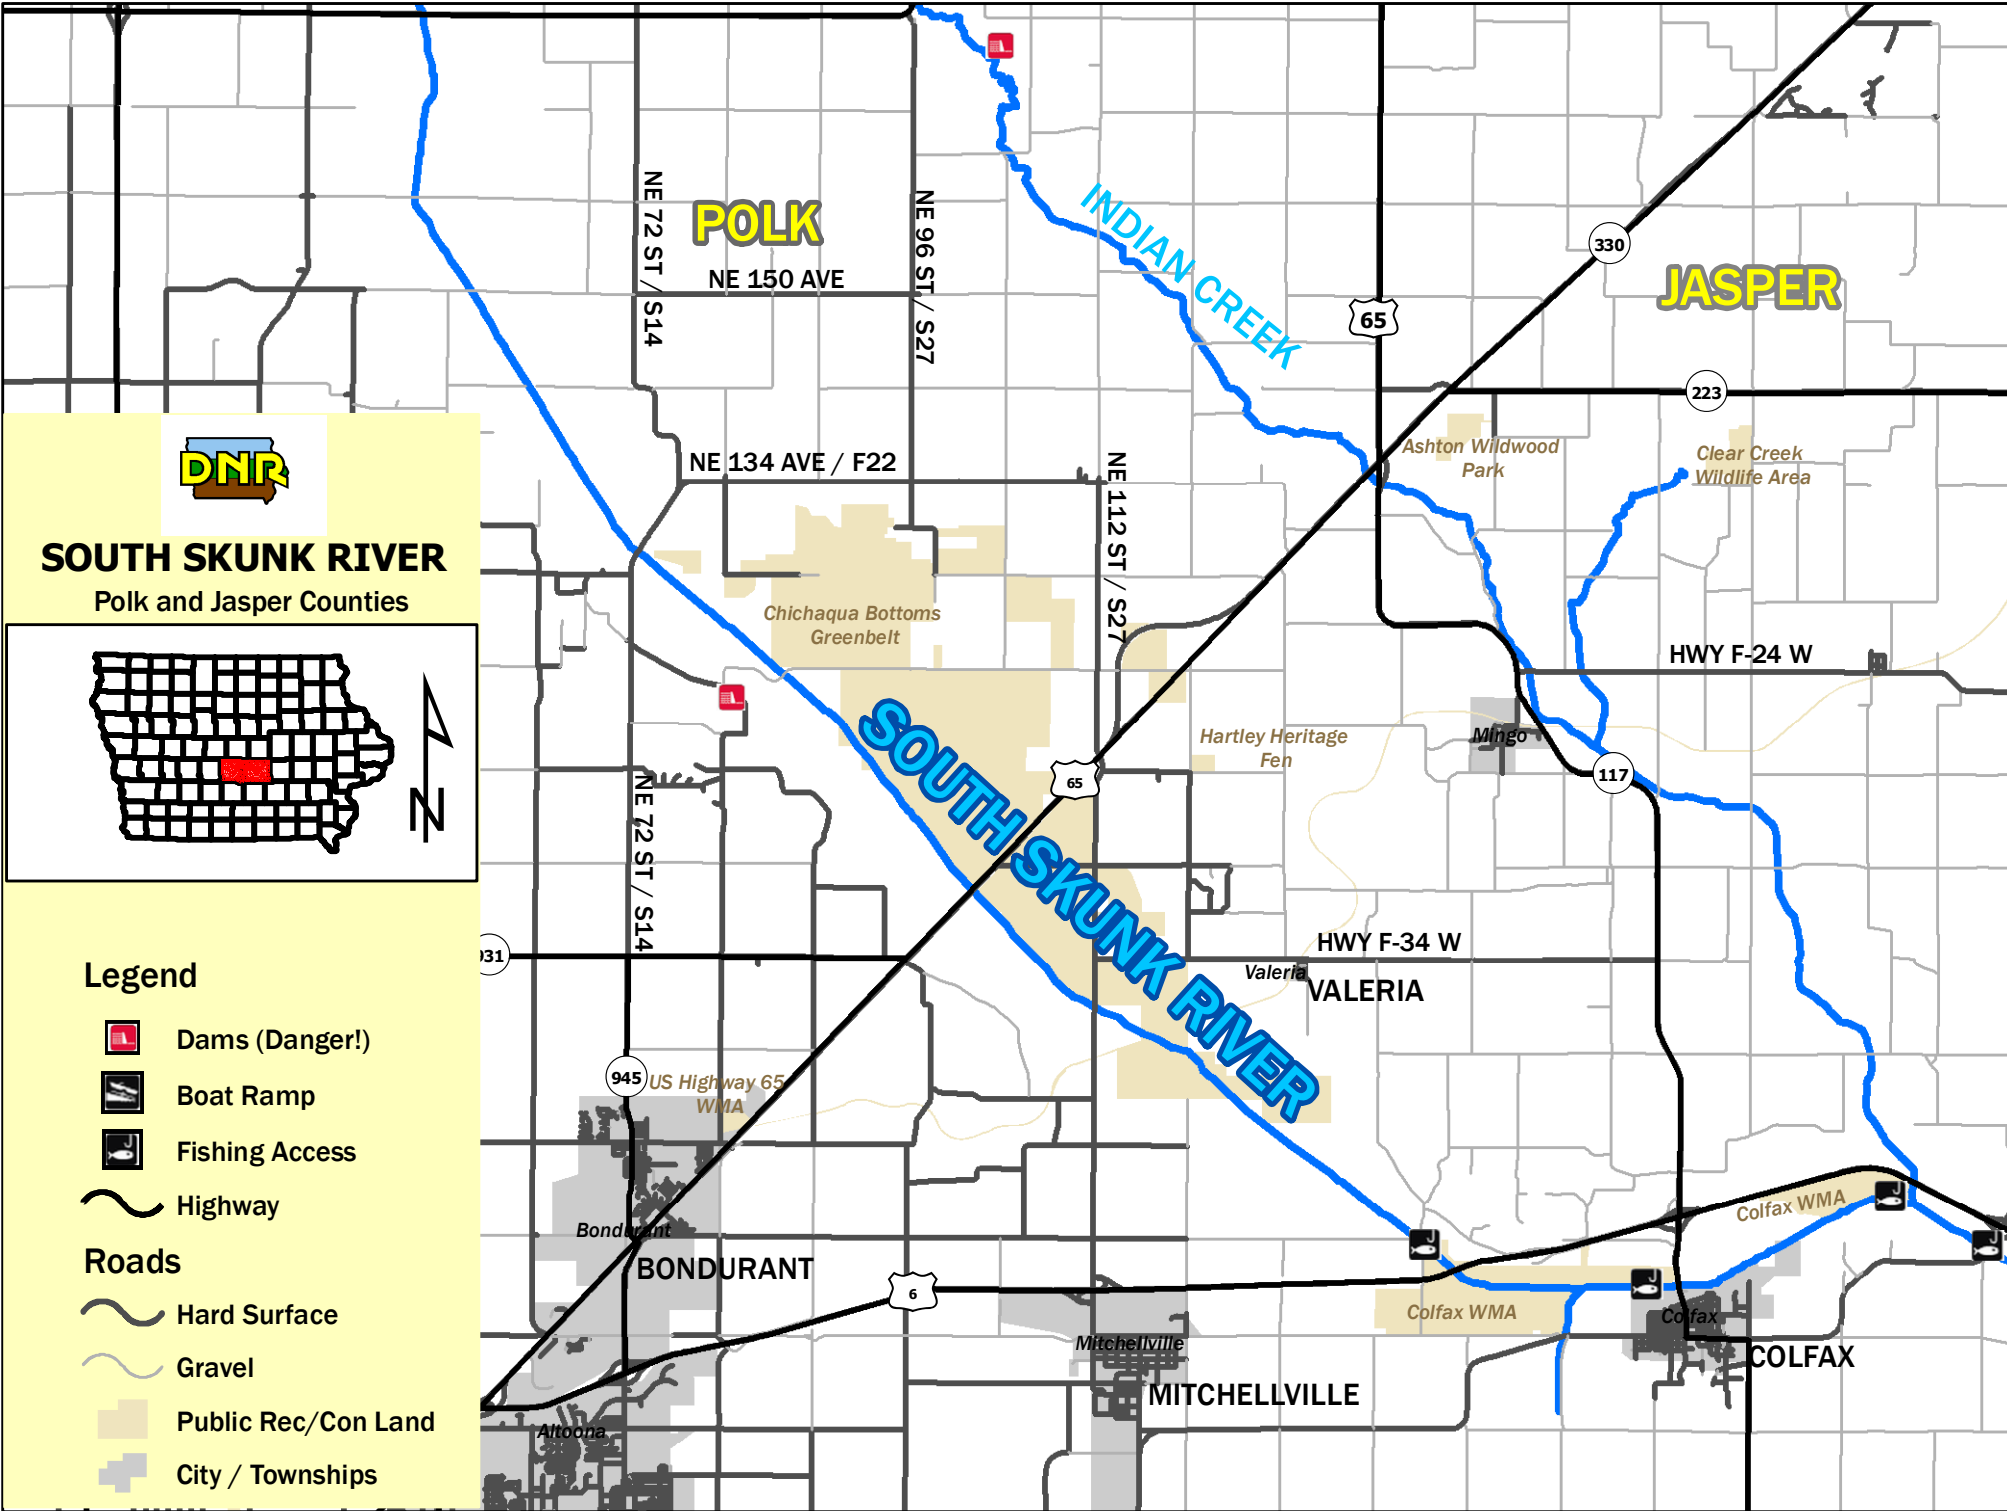 POLK
JASPER
INDIAN CREEK
NE 72 ST / S14
NE 96 ST / S27
NE 150 AVE
330
65
223
NE 134 AVE / F22
NE 112 ST / S27
Ashton Wildwood
Park
Clear Creek
Wildlife Area
Chichaqua Bottoms
Greenbelt
HWY F-24 W
SOUTH SKUNK RIVER
Hartley Heritage
Fen
Mingo
65
117
NE 72 ST / S14
HWY F-34 W
931
Valeria
VALERIA
945
US Highway 65
WMA
Bondurant
BONDURANT
6
Colfax WMA
Colfax WMA
Colfax
COLFAX
Mitchellville
MITCHELLVILLE
Altoona
DNR
SOUTH SKUNK RIVER
Polk and Jasper Counties
N
Legend
Dams (Danger!)
Boat Ramp
Fishing Access
Highway
Roads
Hard Surface
Gravel
Public Rec/Con Land
City / Townships